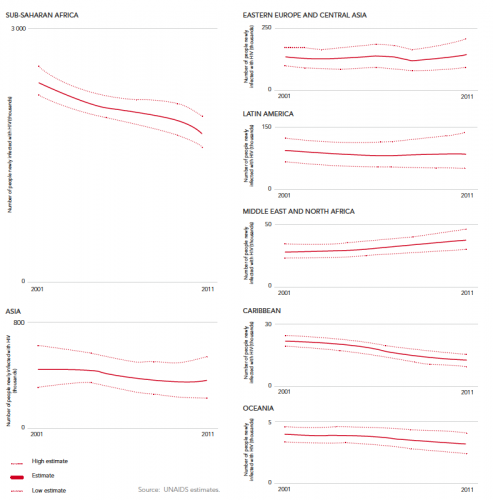 SUB-SAHARAN AFRICA
3 000
Number of people newly infected with HIV (thousands)
0
2001
2011
ASIA
800
Number of people newly infected with HIV
(thousands)
0
2001
2011
High estimate
Estimate
Low estimate
Source: UNAIDS estimates.
EASTERN EUROPE AND CENTRAL ASIA
250
Number of people newly
infected with HIV (thousands)
0
2001
2011
LATIN AMERICA
150
Number of people newly
infected with HIV (thousands)
0
2001
2011
MIDDLE EAST AND NORTH AFRICA
50
Number of people newly
infected with HIV (thousands)
0
2001
2011
CARIBBEAN
30
Number of people newly
infected with HIV (thousands)
0
2001
2011
OCEANIA
5
Number of people newly
infected with HIV (thousands)
0
2001
2011